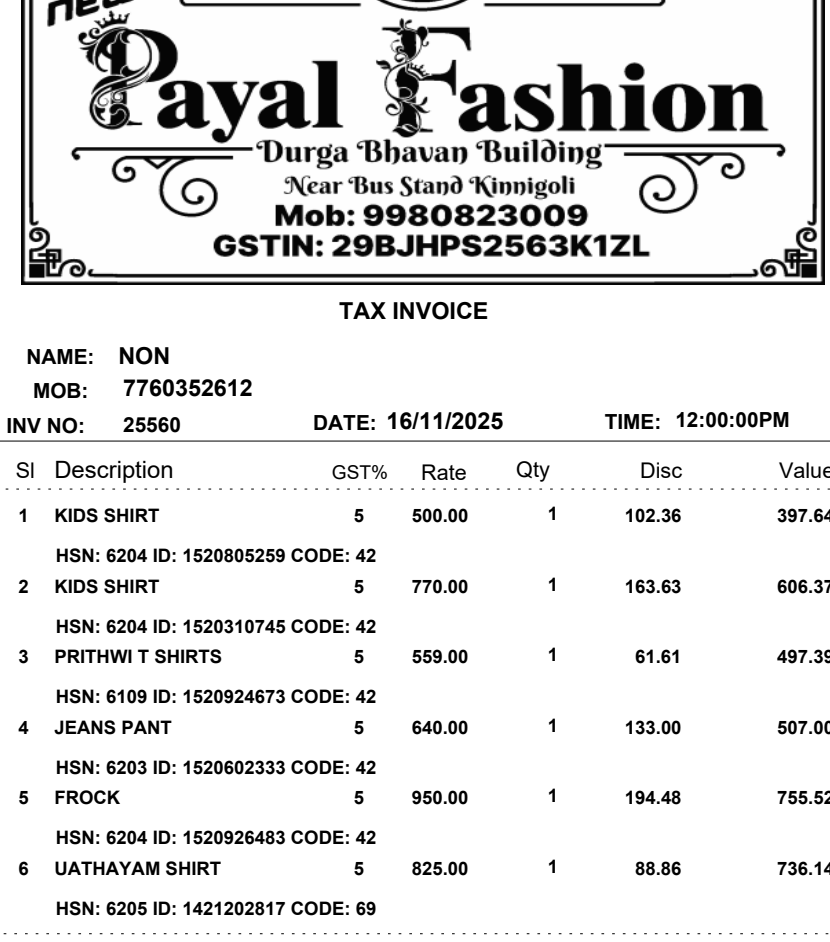 new
Payal Fashion
Durga Bhavan Building
Near Bus Stand Kinnigoli
Mob: 9980823009
GSTIN: 29BJHPS2563K1ZL
TAX INVOICE
NAME: NON
MOB: 7760352612
INV NO: 25560 DATE: 16/11/2025 TIME: 12:00:00PM
Sl Description GST% Rate Qty Disc Value
1 KIDS SHIRT 5 500.00 1 102.36 397.64
HSN: 6204 ID: 1520805259 CODE: 42
2 KIDS SHIRT 5 770.00 1 163.63 606.37
HSN: 6204 ID: 1520310745 CODE: 42
3 PRITHWI T SHIRTS 5 559.00 1 61.61 497.39
HSN: 6109 ID: 1520924673 CODE: 42
4 JEANS PANT 5 640.00 1 133.00 507.00
HSN: 6203 ID: 1520602333 CODE: 42
5 FROCK 5 950.00 1 194.48 755.52
HSN: 6204 ID: 1520926483 CODE: 42
6 UATHAYAM SHIRT 5 825.00 1 88.86 736.14
HSN: 6205 ID: 1421202817 CODE: 69